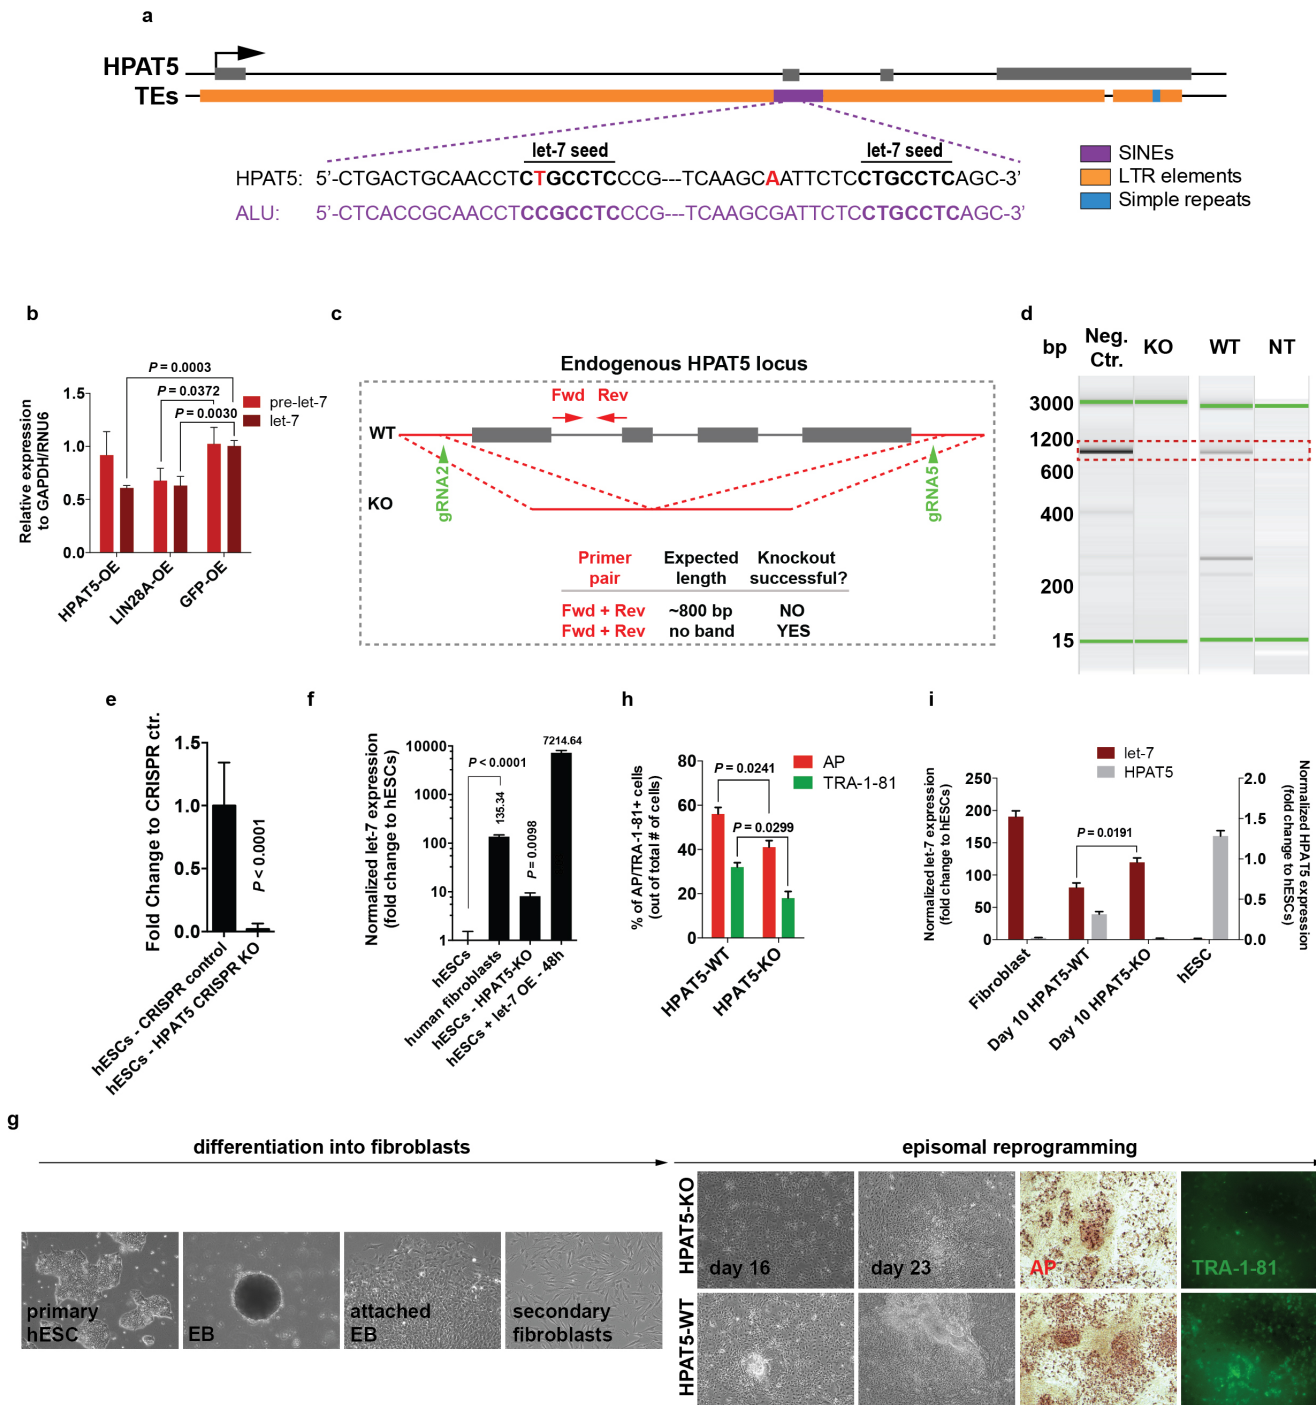 a
HPAT5
TEs
let-7 seed
let-7 seed
HPAT5: 5'-CTGACTGCAACCTCTGCCTCCCG---TCAAGCAATTCTCCTGCCTCAGC-3'
ALU: 5'-CTCACCGCAACCTCCGCCTCCCG---TCAAGCGATTCTCCTGCCTCAGC-3'
SINEs
LTR elements
Simple repeats
b
P = 0.0003
P = 0.0372
P = 0.0030
pre-let-7
let-7
Relative expression
to GAPDH/RNU6
1.5
1.0
0.5
0.0
HPAT5-OE
LIN28A-OE
GFP-OE
c
Endogenous HPAT5 locus
Fwd Rev
WT
gRNA2
gRNA5
KO
Primer pair
Expected length
Knockout successful?
Fwd + Rev ~800 bp NO
Fwd + Rev no band YES
d
bp
Neg. Ctr.
KO
WT
NT
3000
1200
600
400
200
15
e
Fold Change to CRISPR ctr.
1.5
1.0
0.5
0.0
P < 0.0001
hESCs - CRISPR control
hESCs - HPAT5 CRISPR KO
f
Normalized let-7 expression
(fold change to hESCs)
10000
1000
100
10
1
P < 0.0001
135.34
P = 0.0098
7214.64
hESCs
human fibroblasts
hESCs - HPAT5-KO
hESCs + let-7 OE - 48h
h
% of AP/TRA-1-81+ cells
(out of total # of cells)
80
60
40
20
0
P = 0.0241
P = 0.0299
AP
TRA-1-81
HPAT5-WT
HPAT5-KO
i
let-7
HPAT5
Normalized let-7 expression
(fold change to hESCs)
250
200
150
100
50
0
P = 0.0191
2.0
1.5
1.0
0.5
0.0
Normalized HPAT5 expression
(fold change to hESCs)
Fibroblast
Day 10 HPAT5-WT
Day 10 HPAT5-KO
hESC
g
differentiation into fibroblasts
episomal reprogramming
primary
hESC
EB
attached
EB
secondary
fibroblasts
HPAT5-KO
day 16
day 23
AP
TRA-1-81
HPAT5-WT